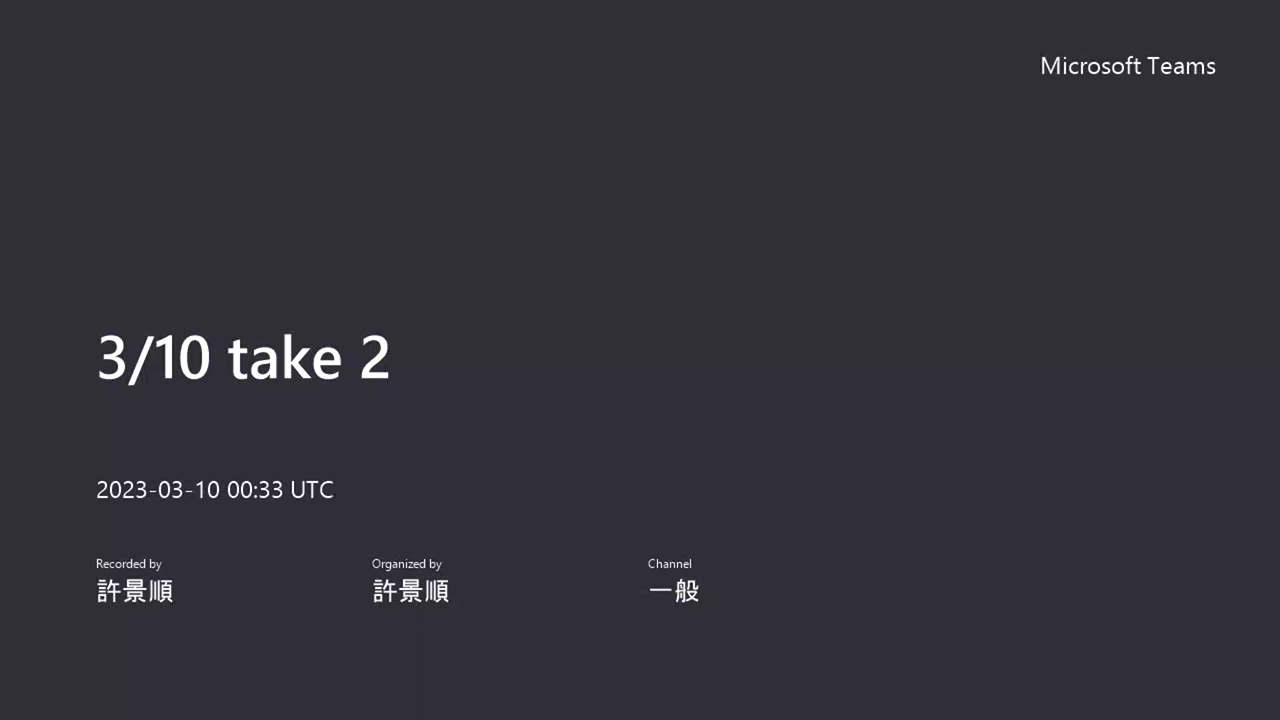 Microsoft Teams
3/10 take 2
2023-03-10 00:33 UTC
Recorded by
許景順
Organized by
許景順
Channel
一般